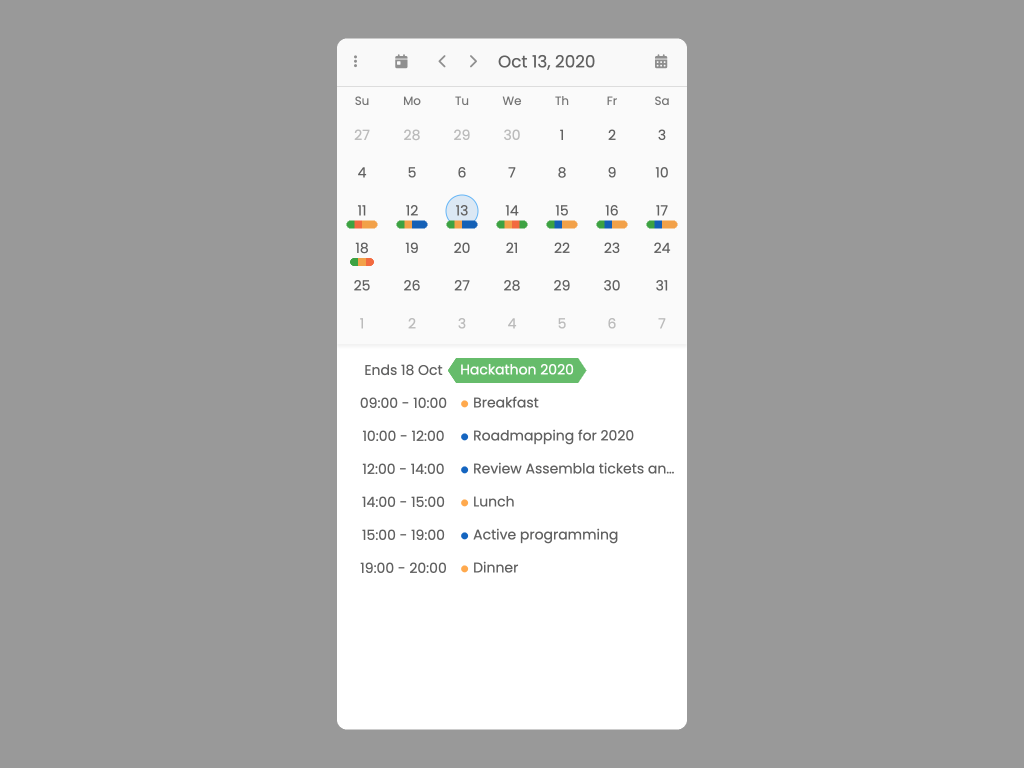 Oct 13, 2020
Su Mo Tu We Th Fr Sa
27 28 29 30 1 2 3
4 5 6 7 8 9 10
11 12 13 14 15 16 17
18 19 20 21 22 23 24
25 26 27 28 29 30 31
1 2 3 4 5 6 7
Ends 18 Oct Hackathon 2020
09:00 - 10:00 Breakfast
10:00 - 12:00 Roadmapping for 2020
12:00 - 14:00 Review Assembla tickets an...
14:00 - 15:00 Lunch
15:00 - 19:00 Active programming
19:00 - 20:00 Dinner